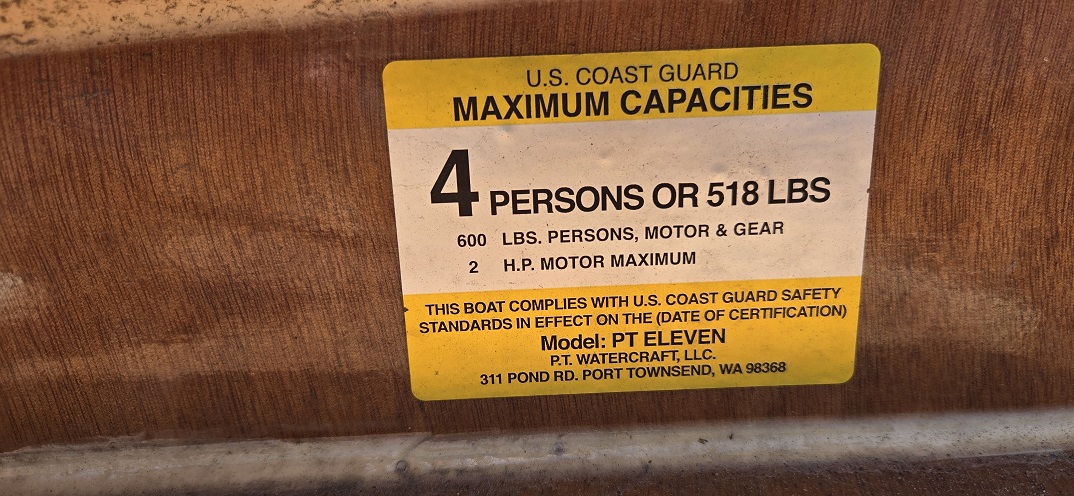 U.S. COAST GUARD
MAXIMUM CAPACITIES
4 PERSONS OR 518 LBS
600 LBS. PERSONS, MOTOR & GEAR
2 H.P. MOTOR MAXIMUM
THIS BOAT COMPLIES WITH U.S. COAST GUARD SAFETY
STANDARDS IN EFFECT ON THE (DATE OF CERTIFICATION)
Model: PT ELEVEN
P.T. WATERCRAFT, LLC.
311 POND RD. PORT TOWNSEND, WA 98368